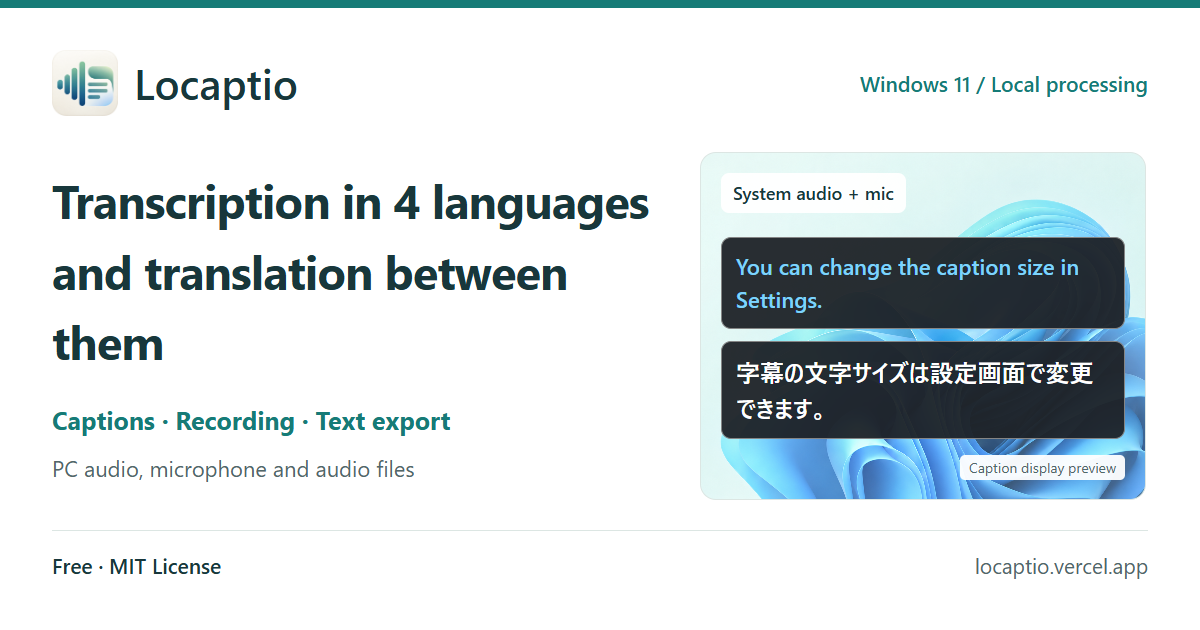 Locaptio
Windows 11 / Local processing
Transcription in 4 languages
and translation between
them
Captions · Recording · Text export
PC audio, microphone and audio files
System audio + mic
You can change the caption size in
Settings.
字幕の文字サイズは設定画面で変更
できます。
Caption display preview
Free · MIT License
locaptio.vercel.app